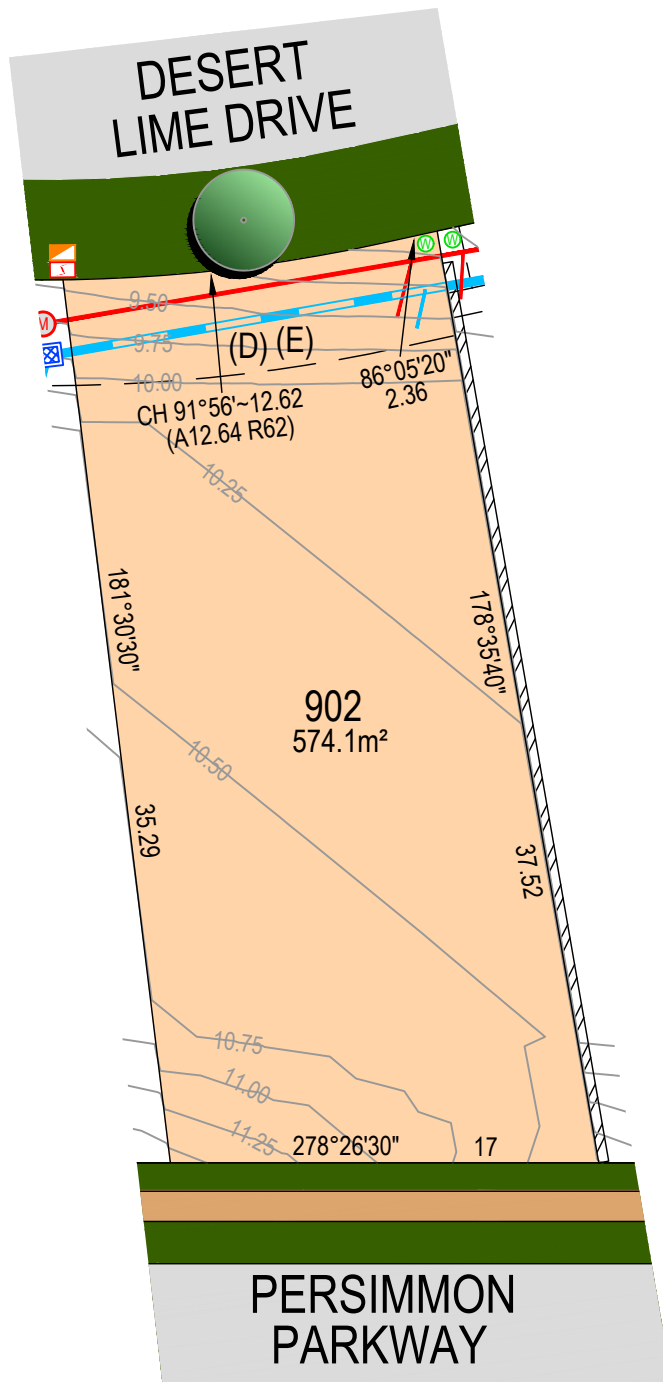 DESERT
LIME DRIVE
W
W
M
9.50
9.75
(D) (E)
10.00
86°05'20"
2.36
CH 91°56'~12.62
(A12.64 R62)
10.25
181°30'30"
178°35'40"
902
574.1m²
10.50
35.29
37.52
10.75
11.00
11.25
278°26'30"
17
PERSIMMON
PARKWAY